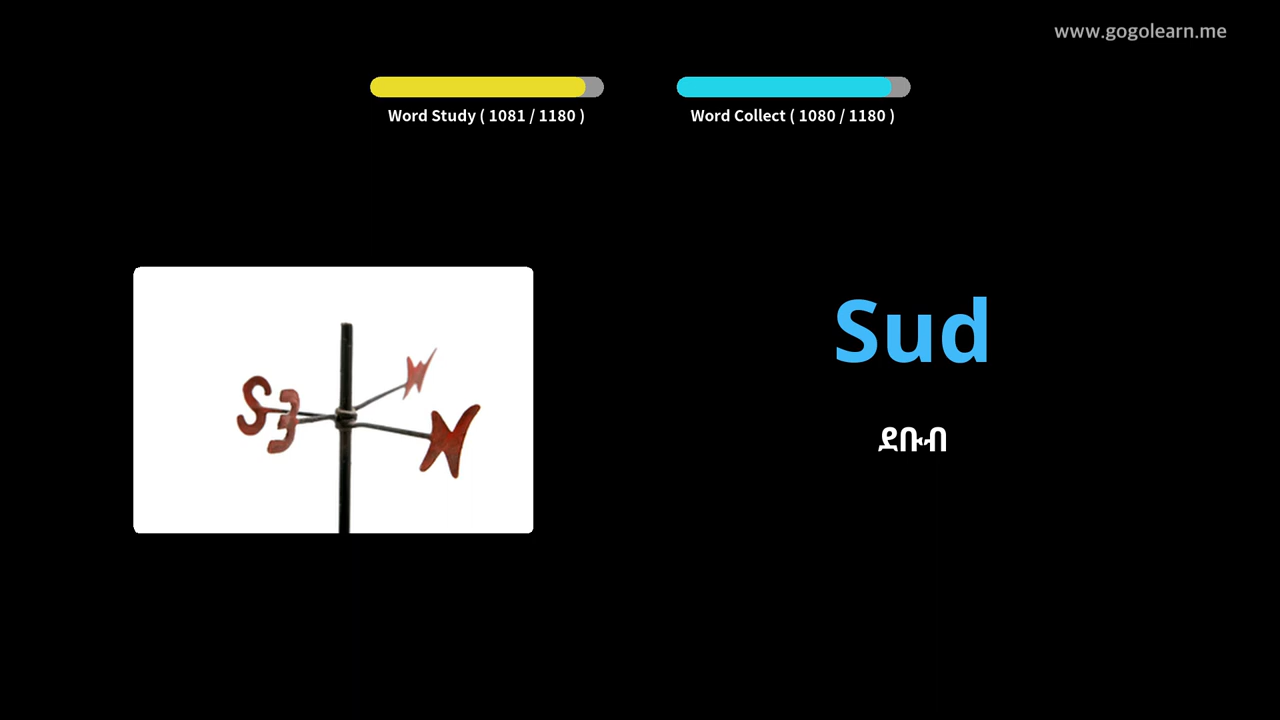 www.gogolearn.me
Word Study ( 1081 / 1180 )
Word Collect ( 1080 / 1180 )
S E N N
Sud
ደቡብ